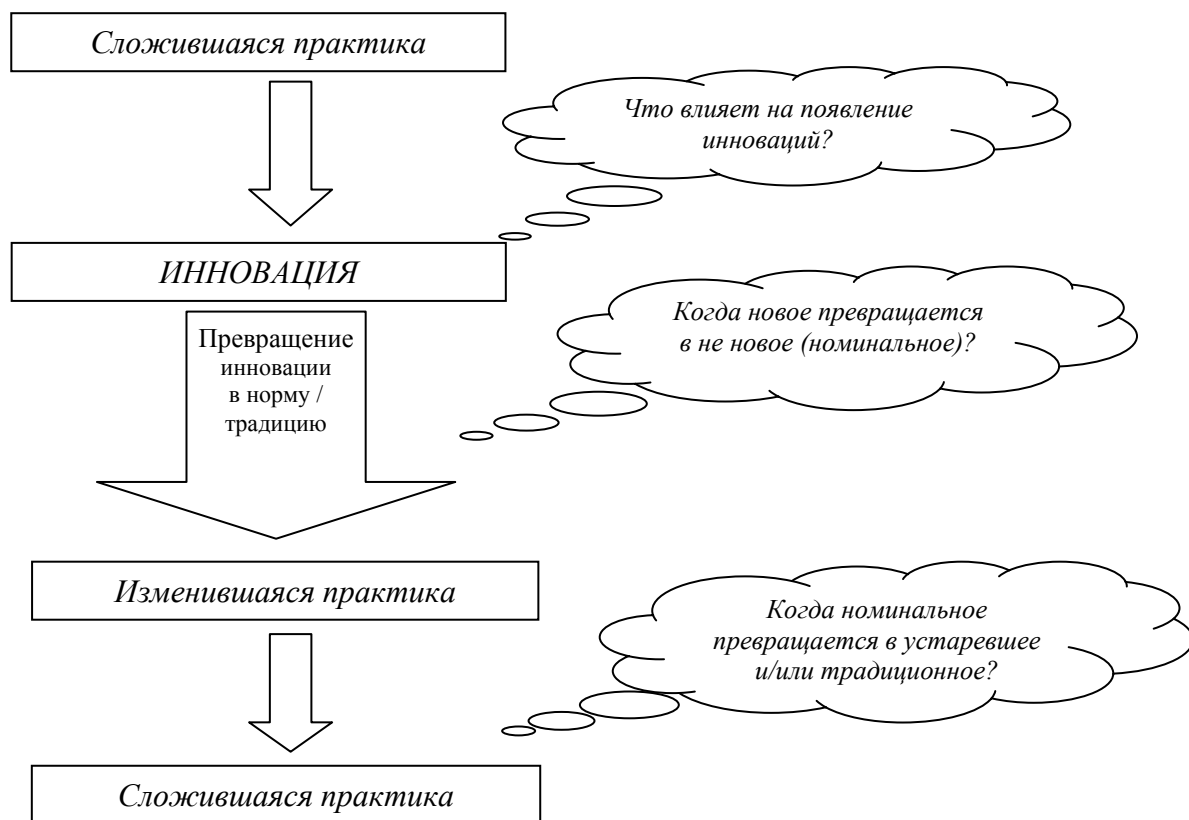 Сложившаяся практика
Что влияет на появление
инноваций?
ИННОВАЦИЯ
Превращение
инновации
в норму /
традицию
Когда новое превращается
в не новое (номинальное)?
Изменившаяся практика
Когда номинальное
превращается в устаревшее
и/или традиционное?
Сложившаяся практика